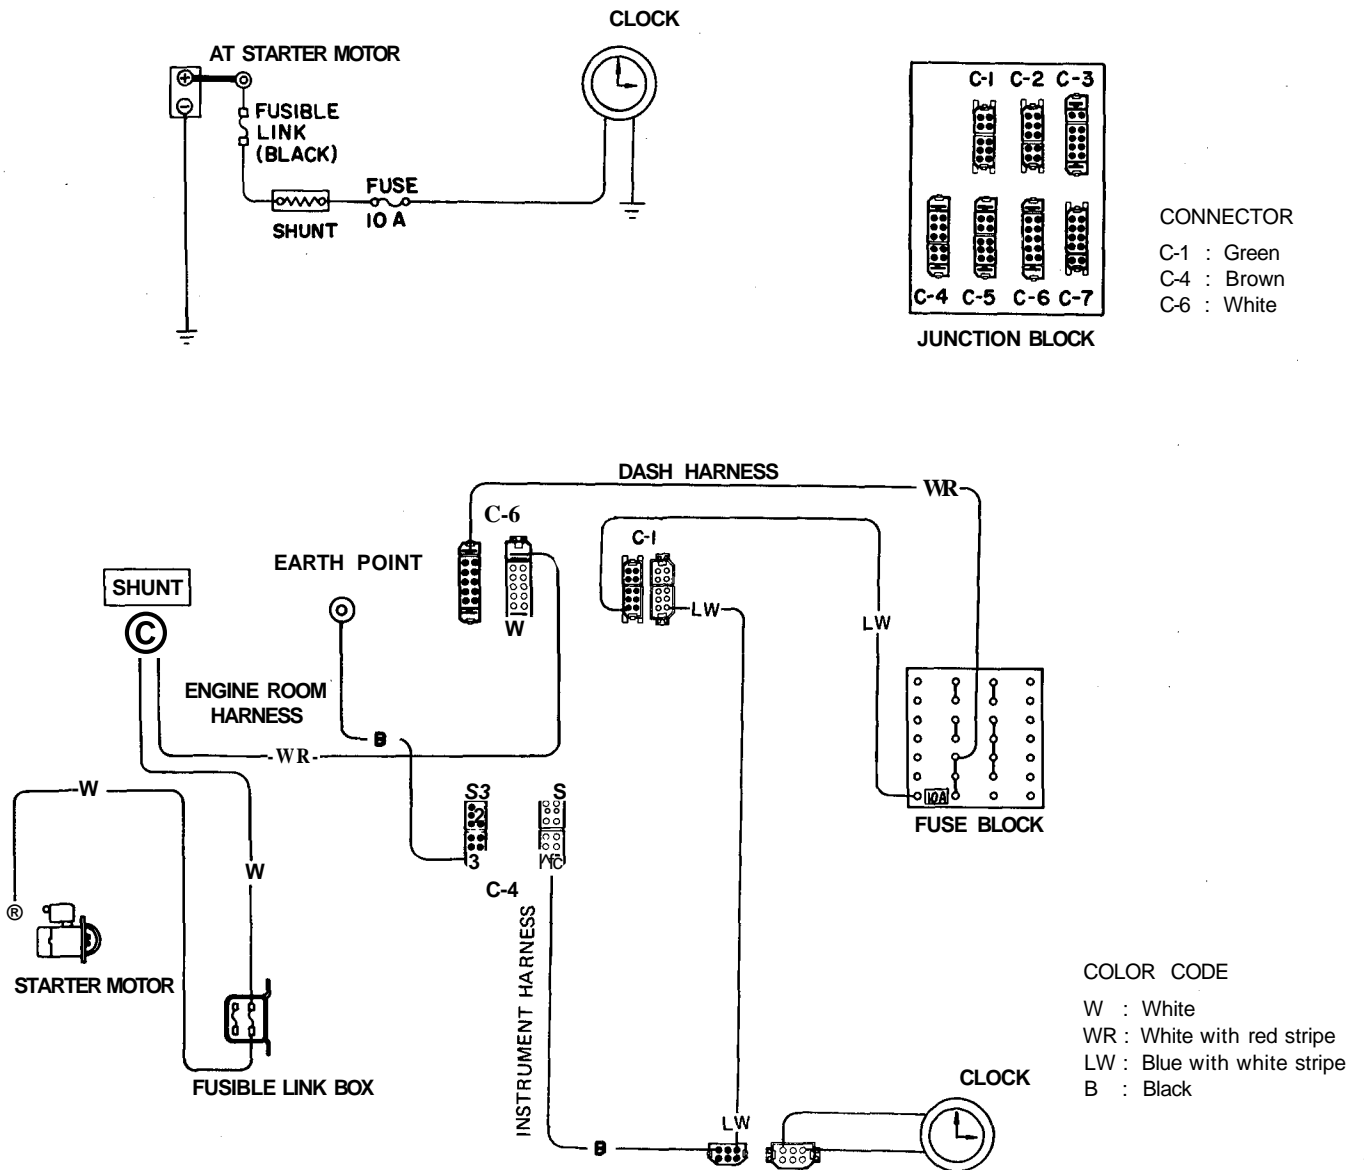 CLOCK
AT STARTER MOTOR
FUSIBLE
LINK
(BLACK)
FUSE
10 A
SHUNT
C-1 C-2 C-3
C-4 C-5 C-6 C-7
JUNCTION BLOCK
CONNECTOR
C-1 : Green
C-4 : Brown
C-6 : White
DASH HARNESS
WR
C-6
C-1
EARTH POINT
SHUNT
C
W
LW
LW
ENGINE ROOM
HARNESS
B
WR
W
S3
2
3
S
C-4
10A
FUSE BLOCK
W
R
STARTER MOTOR
INSTRUMENT HARNESS
FUSIBLE LINK BOX
COLOR CODE
W : White
WR : White with red stripe
LW : Blue with white stripe
B : Black
CLOCK
LW
B